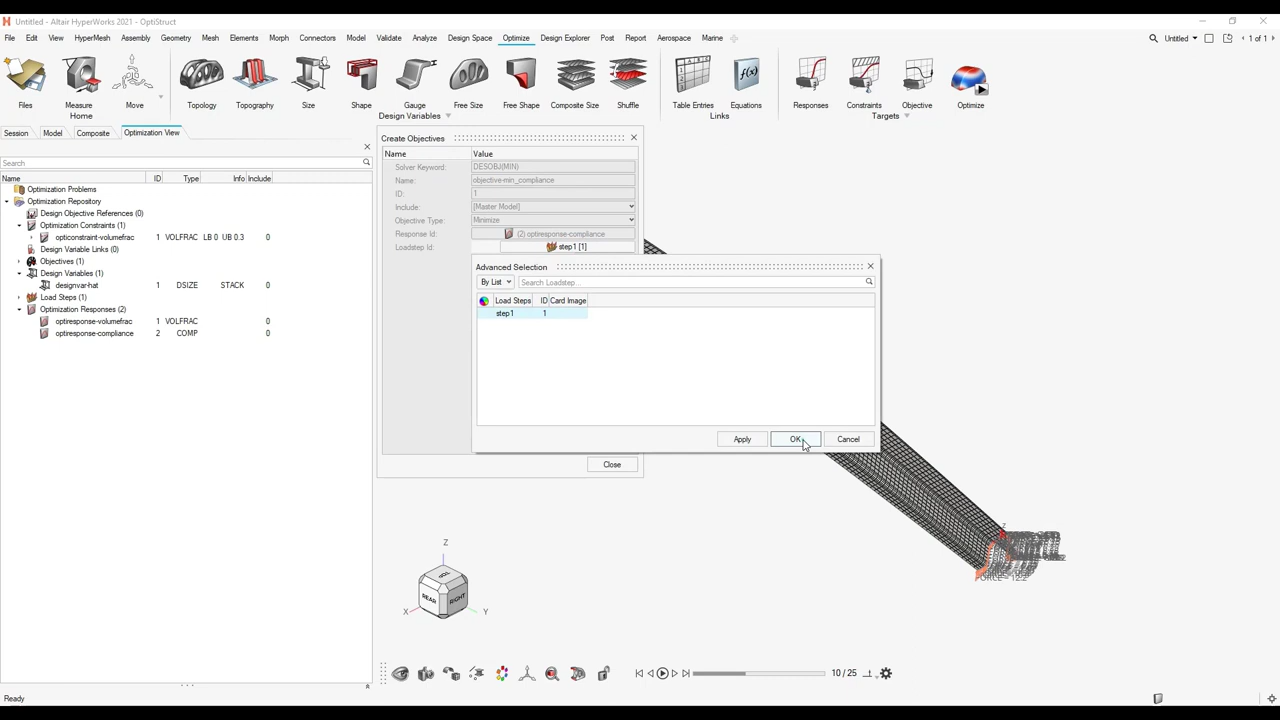 Untitled - Altair HyperWorks 2021 - OptiStruct
File Edit View HyperMesh Assembly Geometry Mesh Elements Morph Connectors Model Validate Analyze Design Space Optimize Design Explorer Post Report Aerospace Marine Untitled 1 of 1
Files Measure Move Topology Topography Size Shape Gauge Free Size Free Shape Composite Size Shuffle Table Entries Equations Responses Constraints Objective Optimize
Home Design Variables Links Targets
Session Model Composite Optimization View
Create Objectives
Search
Name Value
Name ID Type Info Include
Solver Keyword: DESOBJ(MIN)
Name: objective-min_compliance
ID: 1
Include: [Master Model]
Objective Type: Minimize
Response Id: (2) optiresponse-compliance
Loadstep Id: step1 [1]
Optimization Problems
Optimization Repository
Design Objective References (0)
Optimization Constraints (1)
opticonstraint-volumefrac 1 VOLFRAC LB 0 UB 0.3 0
Design Variable Links (0)
Objectives (1)
Design Variables (1)
designvar-hat 1 DSIZE STACK 0
Load Steps (1)
Optimization Responses (2)
optiresponse-volumefrac 1 VOLFRAC 0
optiresponse-compliance 2 COMP 0
Advanced Selection
By List Search Loadstep...
Load Steps ID Card Image
step1 1
Apply OK Cancel
Close
Z
X
Y
TOP
REAR
RIGHT
Z
10 / 25
Ready